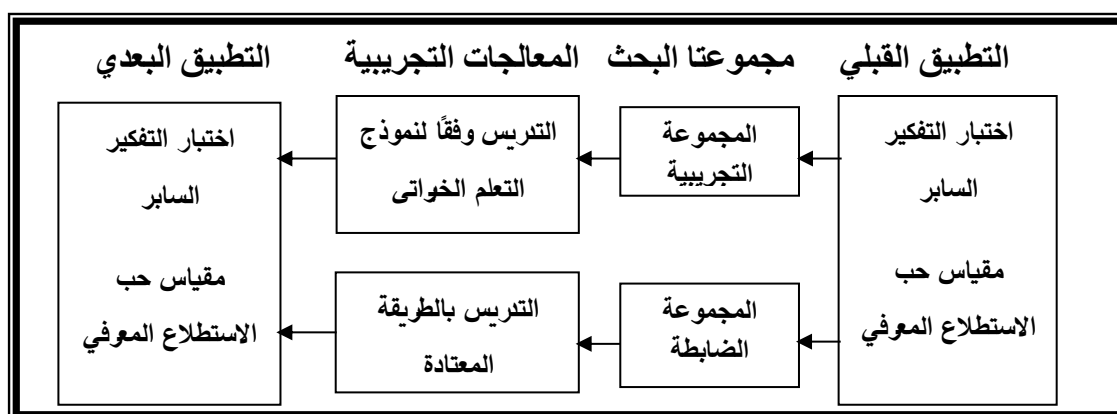 التطبيق القبلي
مجموعتا البحث
المعالجات التجريبية
التطبيق البعدي
اختبار التفكير
السابر
مقياس حب
الاستطلاع المعرفي
المجموعة
التجريبية
المجموعة
الضابطة
التدريس وفقًا لنموذج
التعلم الخواتى
التدريس بالطريقة
المعتادة
اختبار التفكير
السابر
مقياس حب
الاستطلاع المعرفي